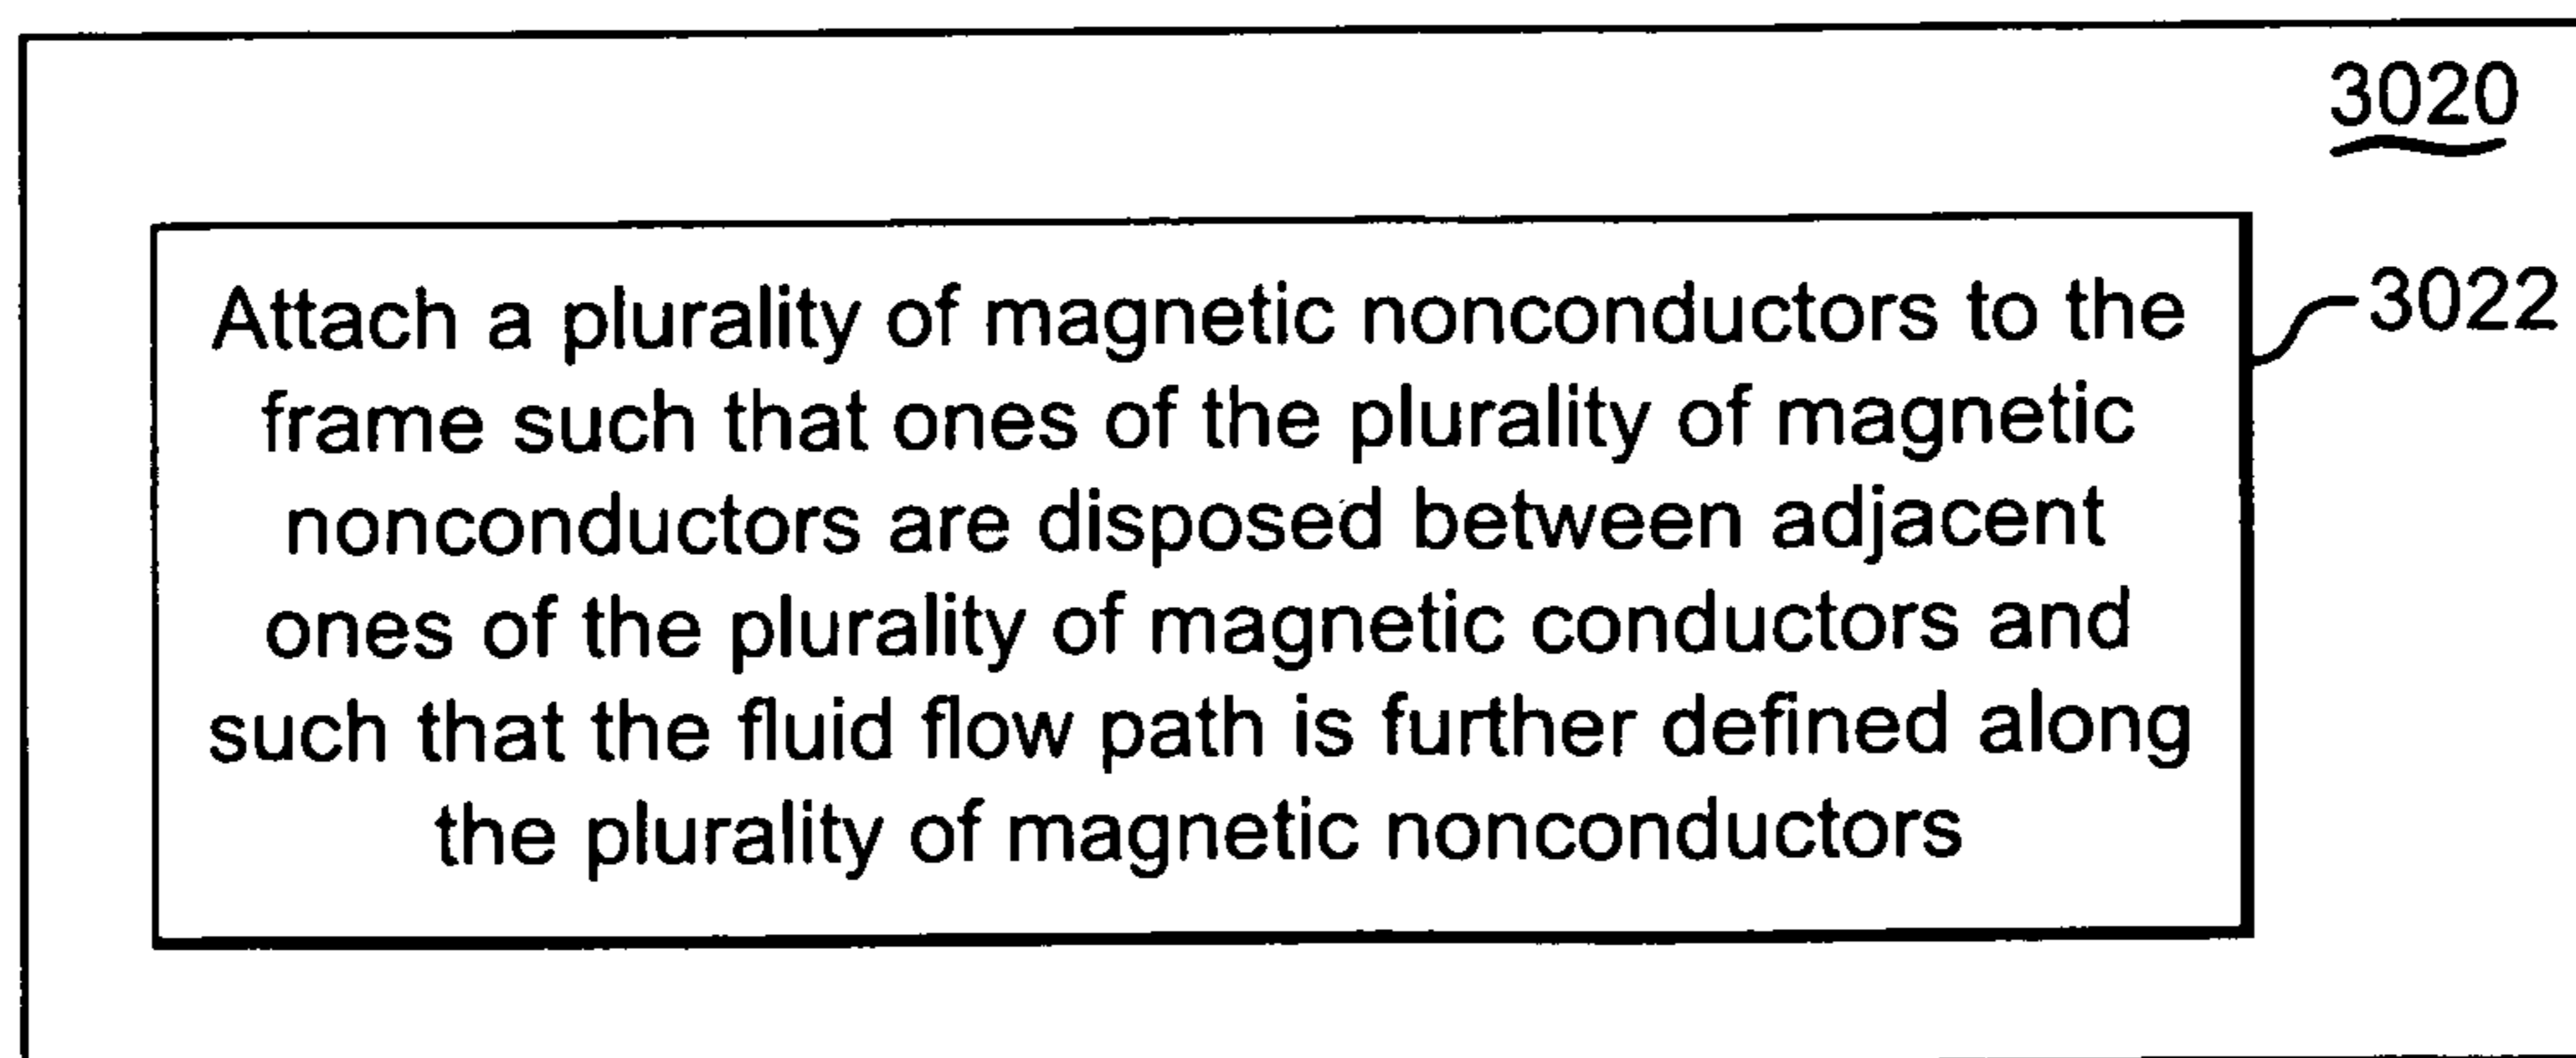 3020
Attach a plurality of magnetic nonconductors to the
frame such that ones of the plurality of magnetic
nonconductors are disposed between adjacent
ones of the plurality of magnetic conductors and
such that the fluid flow path is further defined along
the plurality of magnetic nonconductors
3022